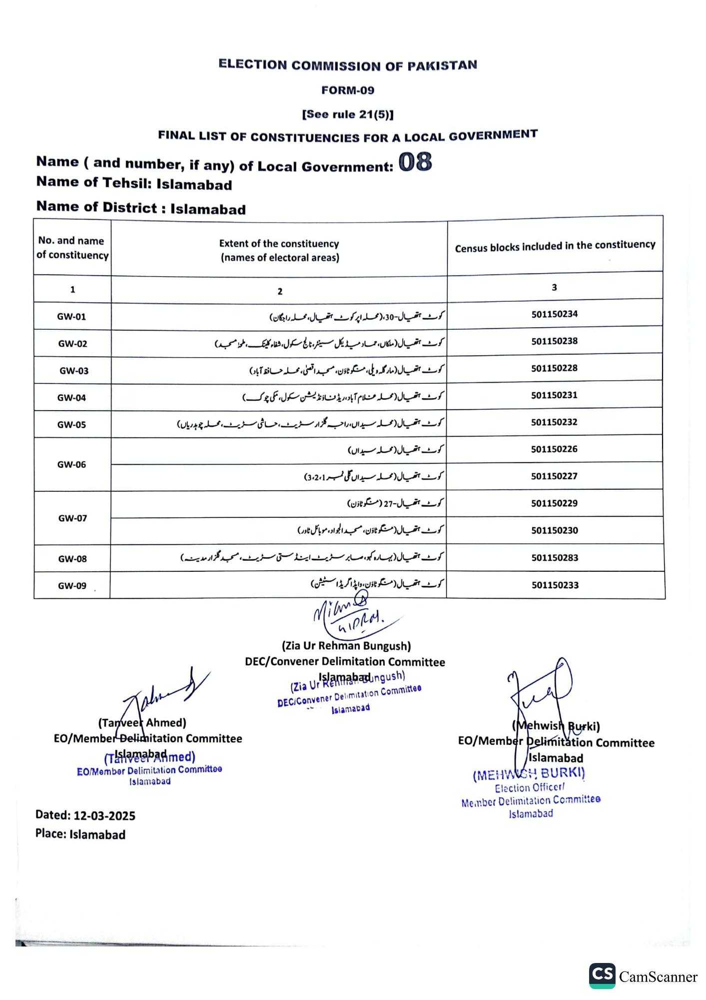 ELECTION COMMISSION OF PAKISTAN
FORM-09
[See rule 21(5)]
FINAL LIST OF CONSTITUENCIES FOR A LOCAL GOVERNMENT
Name ( and number, if any) of Local Government: 08
Name of Tehsil: Islamabad
Name of District : Islamabad
No. and name of constituency Extent of the constituency (names of electoral areas) Census blocks included in the constituency
1 2 3
GW-01 کوٹ ہتھیال-30،(محلہ اپر کوٹ ہتھیال، محلہ راجگان) 501150234
GW-02 کوٹ ہتھیال(ملکاں، حماد میڈیکل سینٹر، نالج سکول، شفاء کلینک، طحہٰ مسجد) 501150238
GW-03 کوٹ ہتھیال(مارگلہ ویلی، منگو ٹاؤن، مسجد اقصیٰ، محلہ حافظ آباد) 501150228
GW-04 کوٹ ہتھیال(محلہ غلام آباد، ریڈ فاؤنڈیشن سکول، مکی چوک) 501150231
GW-05 کوٹ ہتھیال(محلہ سیداں، راجہ گلزار سٹریٹ، حاشی سٹریٹ، محلہ چوہدریاں) 501150232
GW-06 کوٹ ہتھیال(محلہ سیداں) 501150226
کوٹ ہتھیال(محلہ سیداں گلی نمبر 1،2،3) 501150227
GW-07 کوٹ ہتھیال-27 (منگو ٹاؤن) 501150229
کوٹ ہتھیال(منگو ٹاؤن، مسجد الجواد، موبائل ٹاور) 501150230
GW-08 کوٹ ہتھیال(بہارہ کہو، صابر سٹریٹ اینڈ ستی سٹریٹ، مسجد گلزار مدینہ) 501150283
GW-09 کوٹ ہتھیال(منگو ٹاؤن، واپڈا گریڈ اسٹیشن) 501150233
(Zia Ur Rehman Bungush)
DEC/Convener Delimitation Committee
Islamabad
(Zia Ur Rehman Bungush)
DEC/Convener Delimitation Committee
Islamabad
(Tanveer Ahmed)
EO/Member Delimitation Committee
Islamabad
(Tanveer Ahmed)
EO/Member Delimitation Committee
Islamabad
(Mehwish Burki)
EO/Member Delimitation Committee
Islamabad
(MEHWISH BURKI)
Election Officer/
Member Delimitation Committee
Islamabad
Dated: 12-03-2025
Place: Islamabad
CS CamScanner